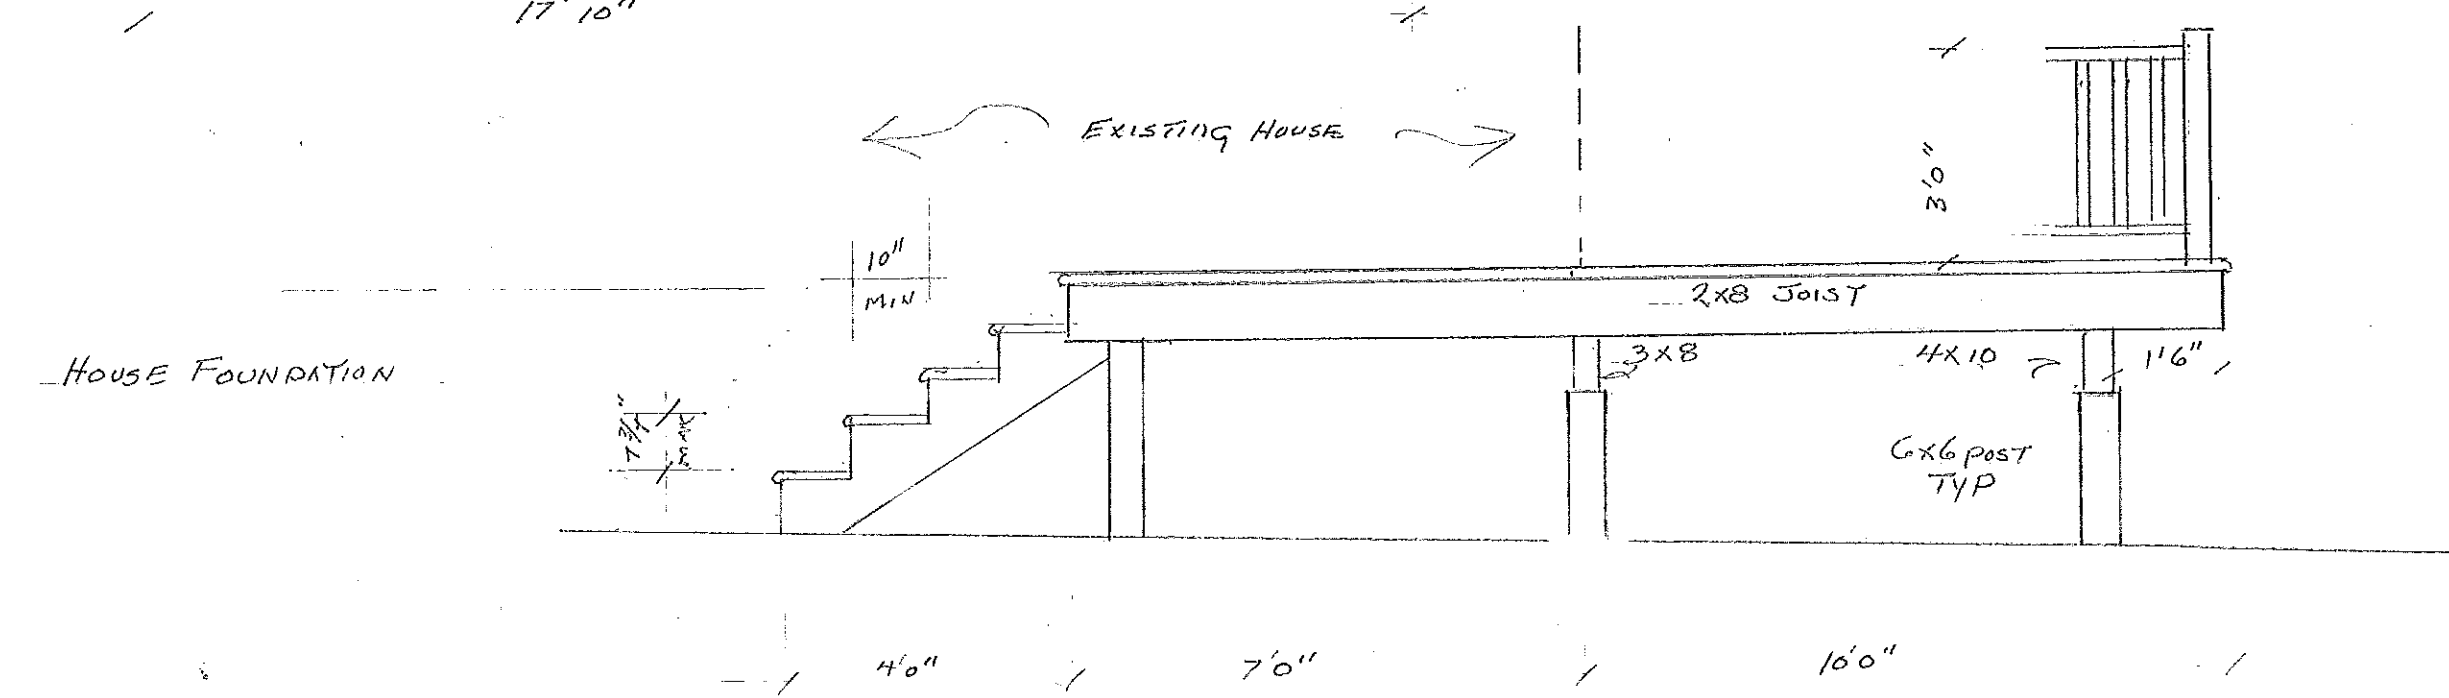 17' 10"
EXISTING HOUSE
3'0"
10"
MIN
2x8 JOIST
HOUSE FOUNDATION
3x8
4x10
1'6"
7 3/4"
MAX
6x6 POST
TYP
4'0"
7'0"
10'0"